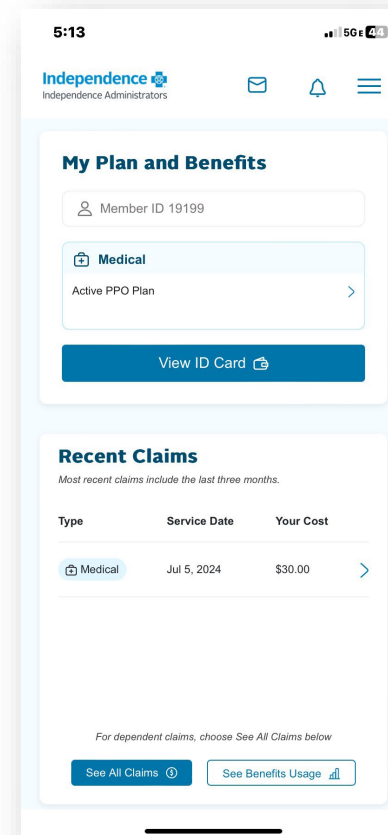 5:13
5GE 44
Independence
Independence Administrators
My Plan and Benefits
Member ID 19199
Medical
Active PPO Plan
View ID Card
Recent Claims
Most recent claims include the last three months.
Type Service Date Your Cost
Medical Jul 5, 2024 $30.00
For dependent claims, choose See All Claims below
See All Claims
See Benefits Usage